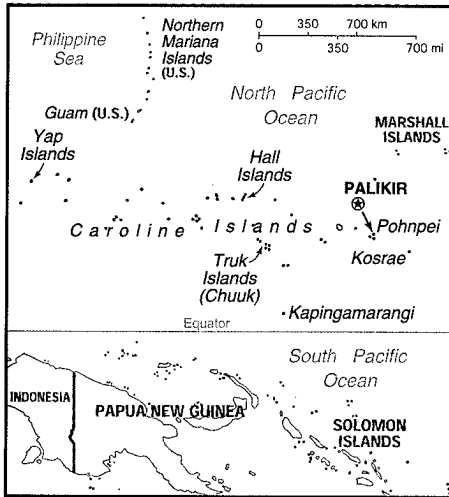 Philippine
Sea
Northern
Mariana
Islands
(U.S.)
0 350 700 km
0 350 700 mi
North Pacific
Ocean
Guam (U.S.)
MARSHALL
ISLANDS
Yap
Islands
Hall
Islands
PALIKIR
Caroline Islands
Pohnpei
Truk
Islands
(Chuuk)
Kosrae
Kapingamarangi
Equator
South Pacific
Ocean
INDONESIA
PAPUA NEW GUINEA
SOLOMON
ISLANDS